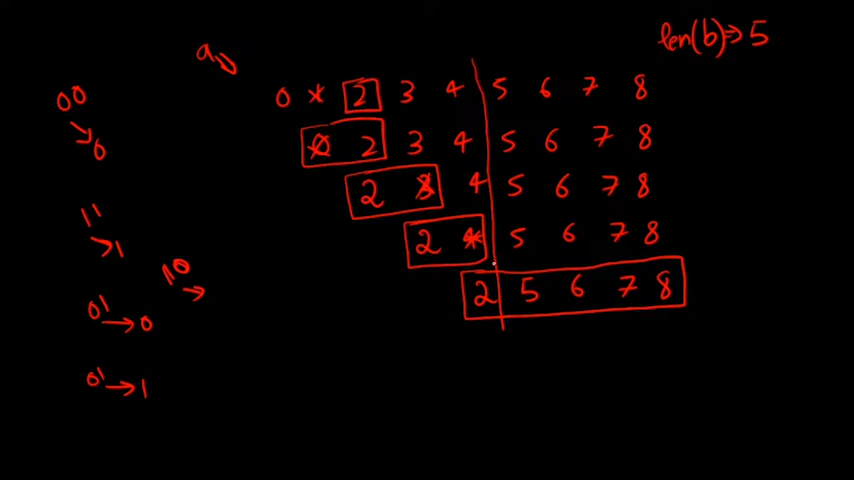 len(b) → 5
a
0 * 2 3 4 5 6 7 8
0 2 3 4 5 6 7 8
2 3 4 5 6 7 8
2 4 5 6 7 8
2 5 6 7 8
00
→ 0
11
→ 1
10
→
01 → 0
01 → 1